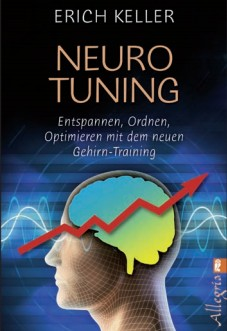 ERICH KELLER
NEURO
TUNING
Entspannen, Ordnen,
Optimieren mit dem neuen
Gehirn-Training
Allegria